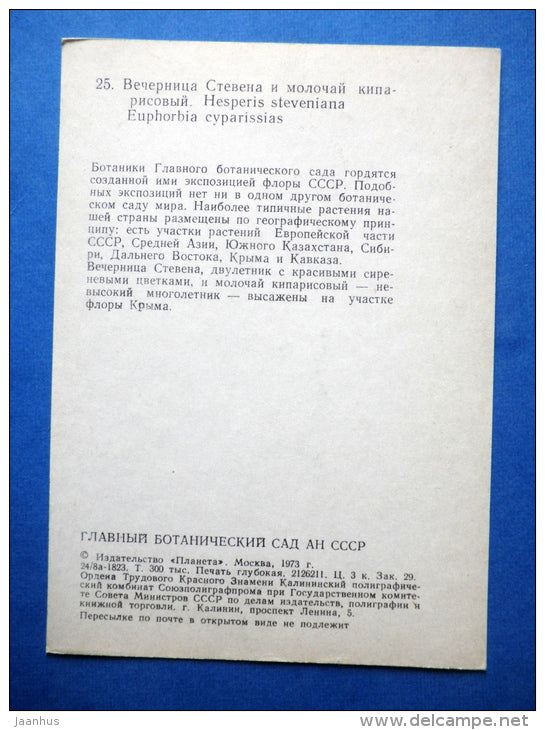 25. Вечерница Стевена и молочай кипа-
рисовый. Hesperis steveniana
Euphorbia cyparissias
Ботаники Главного ботанического сада гордятся
созданной ими экспозицией флоры СССР. Подоб-
ных экспозиций нет ни в одном другом ботаниче-
ском саду мира. Наиболее типичные растения на-
шей страны размещены по географическому прин-
ципу: есть участки растений Европейской части
СССР, Средней Азии, Южного Казахстана, Сиби-
ри, Дальнего Востока, Крыма и Кавказа.
Вечерница Стевена, двулетник с красивыми сире-
невыми цветками, и молочай кипарисовый — не-
высокий многолетник — высажены на участке
флоры Крыма.
ГЛАВНЫЙ БОТАНИЧЕСКИЙ САД АН СССР
© Издательство «Планета». Москва, 1973 г.
24/8а-1823. Т. 300 тыс. Печать глубокая. 2126211. Ц. 3 к. Зак. 29.
Ордена Трудового Красного Знамени Калининский полиграфиче-
ский комбинат Союзполиграфпрома при Государственном комите-
те Совета Министров СССР по делам издательств, полиграфии и
книжной торговли. г. Калинин, проспект Ленина, 5.
Пересылке по почте в открытом виде не подлежит
jaanhus
www.delcampe.net